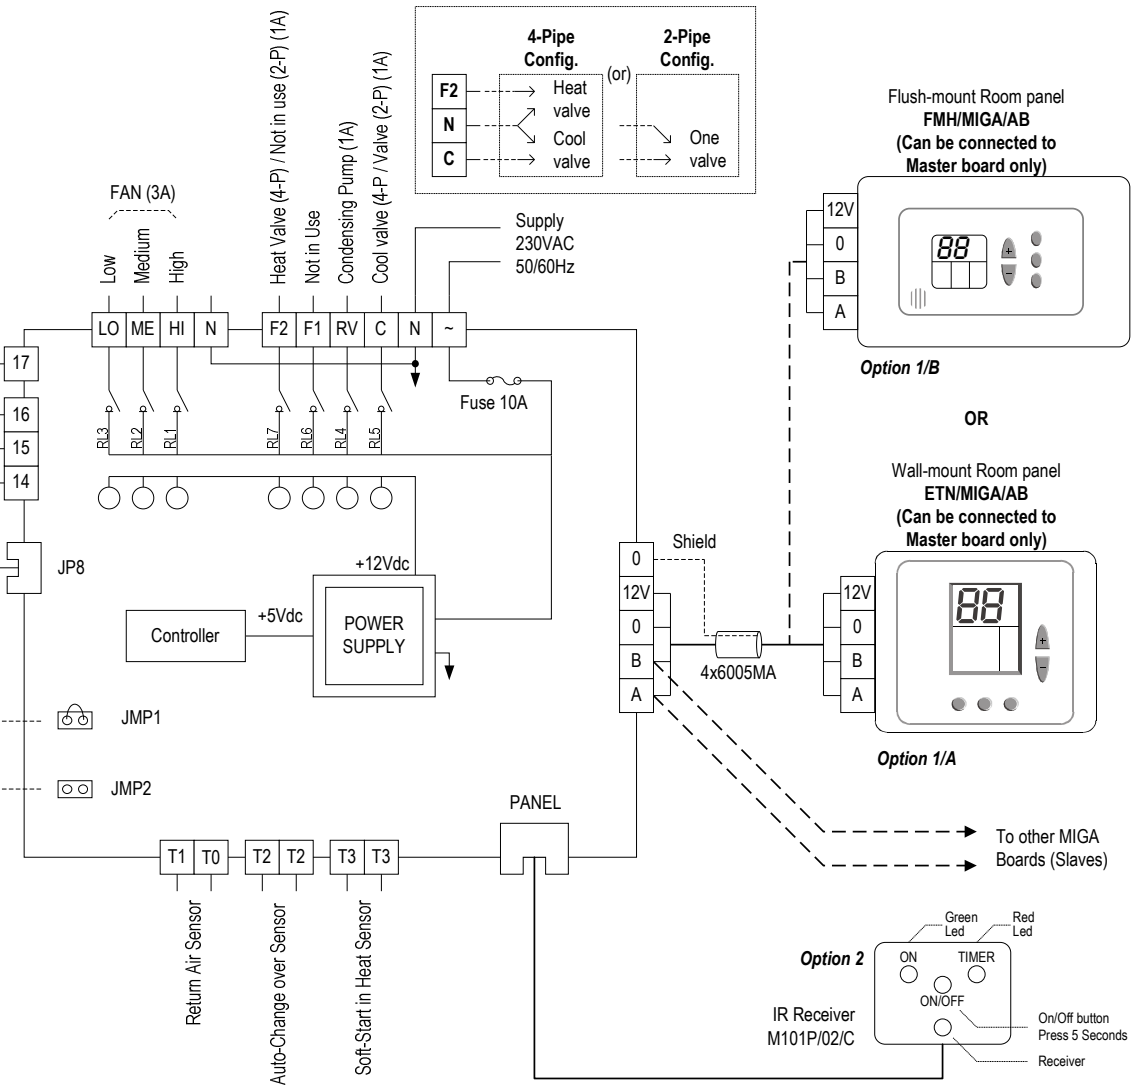 4-Pipe
Config.
(or)
2-Pipe
Config.
F2
N
C
Heat
valve
Cool
valve
One
valve
FAN (3A)
Low
Medium
High
Heat Valve (4-P) / Not in use (2-P) (1A)
Not in Use
Condensing Pump (1A)
Cool valve (4-P / Valve (2-P) (1A)
Supply
230VAC
50/60Hz
LO ME HI N
F2 F1 RV C N ~
17
16
15
14
Fuse 10A
RL3
RL2
RL1
RL7
RL6
RL4
RL5
JP8
+12Vdc
+5Vdc
Controller
POWER
SUPPLY
JMP1
JMP2
0
12V
0
B
A
Shield
4x6005MA
Flush-mount Room panel
FMH/MIGA/AB
(Can be connected to
Master board only)
12V
0
B
A
88
+
−
Option 1/B
OR
Wall-mount Room panel
ETN/MIGA/AB
(Can be connected to
Master board only)
12V
0
B
A
88
+
−
Option 1/A
To other MIGA
Boards (Slaves)
PANEL
T1 T0 T2 T2 T3 T3
Return Air Sensor
Auto-Change over Sensor
Soft-Start in Heat Sensor
Option 2
IR Receiver
M101P/02/C
Green
Led
Red
Led
ON
TIMER
ON/OFF
On/Off button
Press 5 Seconds
Receiver